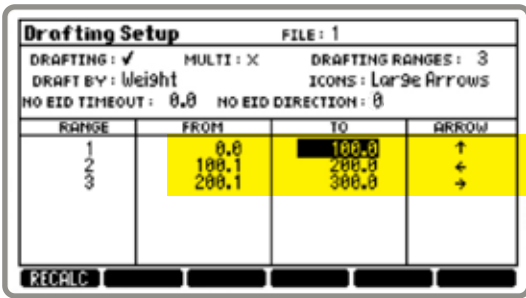 Drafting Setup FILE: 1
DRAFTING: ✓ MULTI: X DRAFTING RANGES: 3
DRAFT BY: Weight ICONS: Large Arrows
NO EID TIMEOUT: 0.0 NO EID DIRECTION: 0
RANGE FROM TO ARROW
1 0.0 100.0 ↑
2 100.1 200.0 ←
3 200.1 300.0 →
RECALC